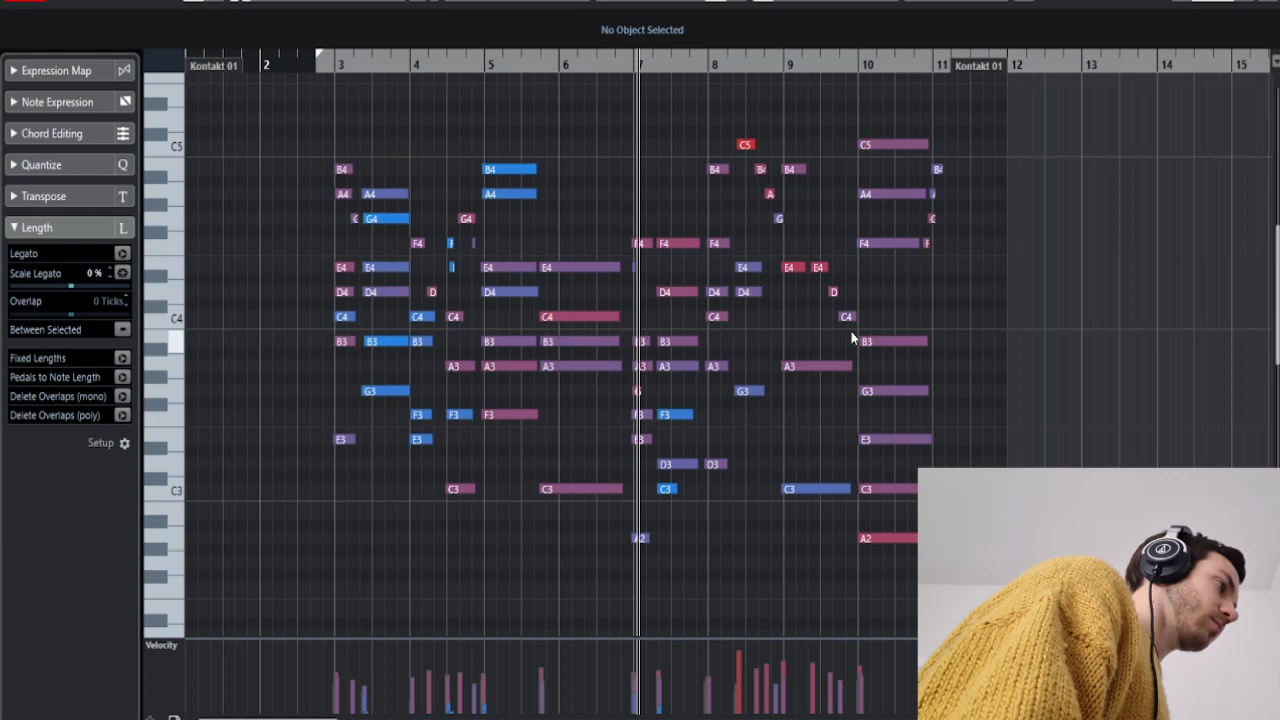 No Object Selected
Expression Map
Note Expression
Chord Editing
Quantize Q
Transpose T
Length L
Legato
Scale Legato 0 %
Overlap 0 Ticks
Between Selected
Fixed Lengths
Pedals to Note Length
Delete Overlaps (mono)
Delete Overlaps (poly)
Setup
Kontakt 01 2 3 4 5 6 7 8 9 10 11 Kontakt 01 12 13 14 15
C5 C5 C5
B4 B4 B4 B4
A4 A4 A4 A4
G4 G4
F4 F4 F4 F4
E4 E4 E4 E4 E4 E4 E4
D4 D4 D4 D4 D4 D4
C4 C4 C4 C4 C4 C4 C4
B3 B3 B3 B3 B3 B3 B3
A3 A3 A3 A3 A3
G3 G3 G3
F3 F3 F3 F3
E3 E3 E3
D3 D3
C3 C3 C3 C3 C3 C3
A2 A2
Velocity